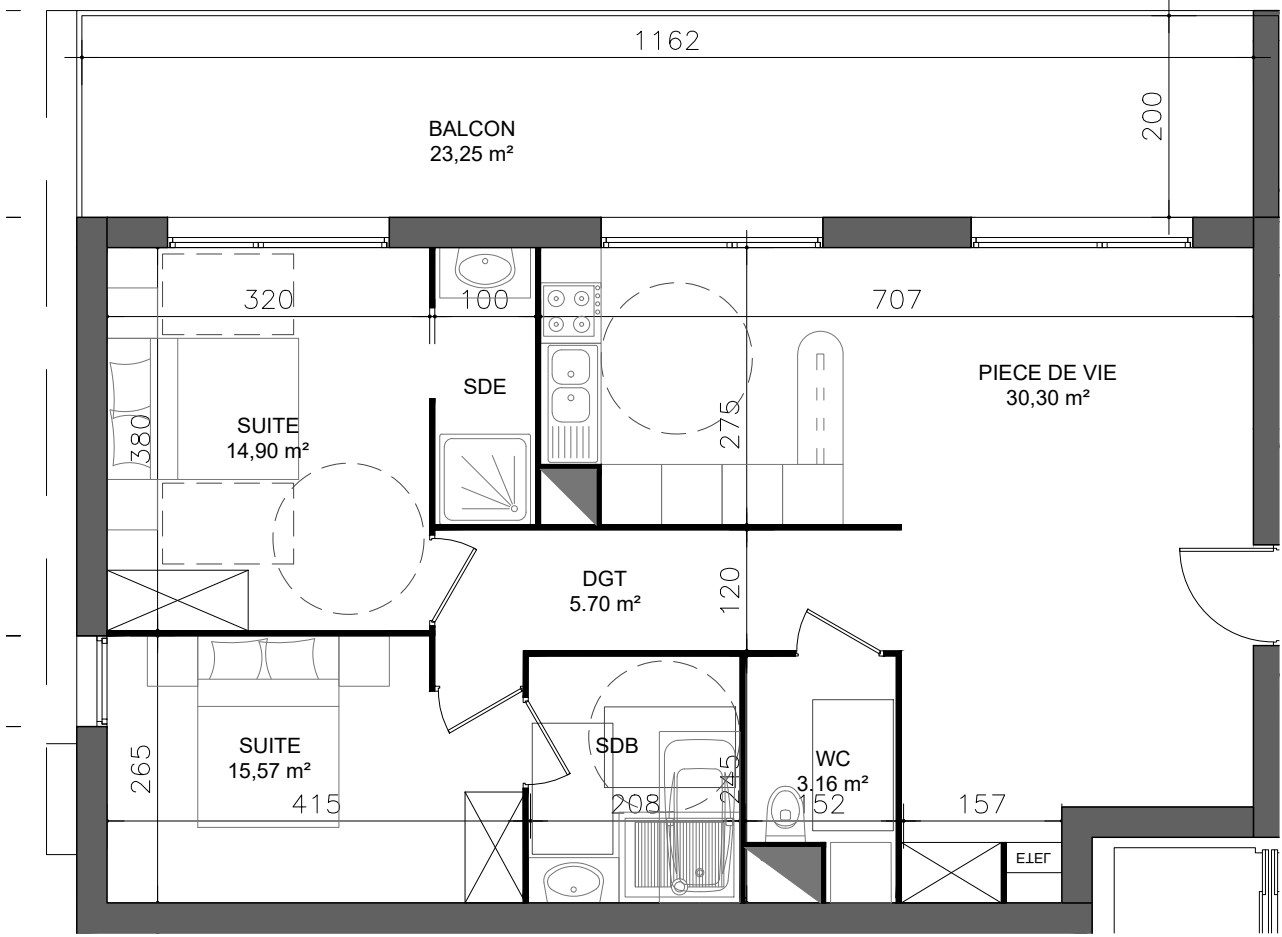 1162
200
BALCON
23,25 m²
320
100
707
SDE
PIECE DE VIE
30,30 m²
275
380
SUITE
14,90 m²
DGT
5.70 m²
120
SUITE
15,57 m²
265
415
SDB
208
245
WC
3.16 m²
152
157
ETEL